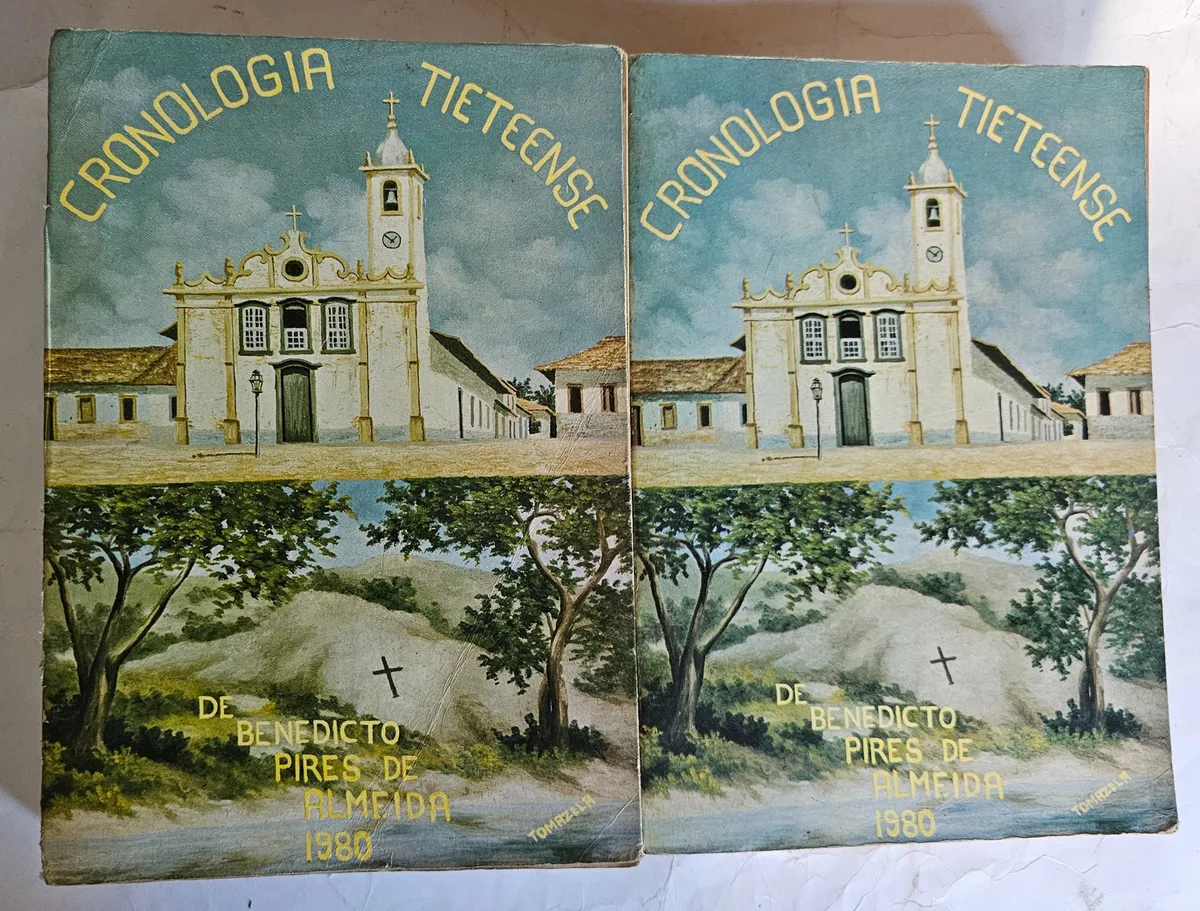 CRONOLOGIA TIETEENSE
DE
BENEDICTO
PIRES DE
ALMEIDA
1980
TOMAZELA
CRONOLOGIA TIETEENSE
DE
BENEDICTO
PIRES DE
ALMEIDA
1980
TOMAZELA